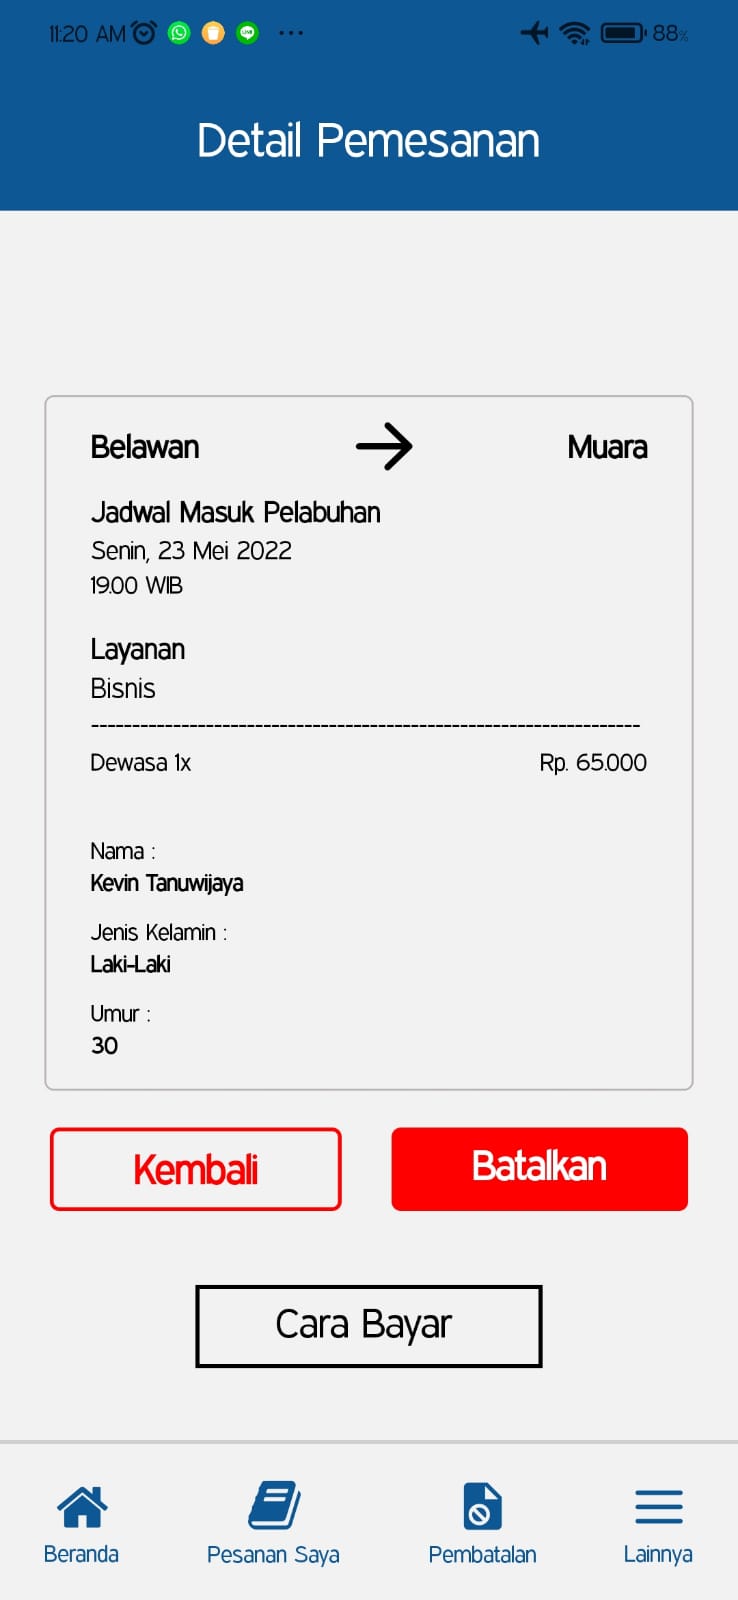 11:20 AM 88%
Detail Pemesanan
Belawan Muara
Jadwal Masuk Pelabuhan
Senin, 23 Mei 2022
19.00 WIB
Layanan
Bisnis
Dewasa 1x Rp. 65.000
Nama :
Kevin Tanuwijaya
Jenis Kelamin :
Laki-Laki
Umur :
30
Kembali Batalkan
Cara Bayar
Beranda Pesanan Saya Pembatalan Lainnya